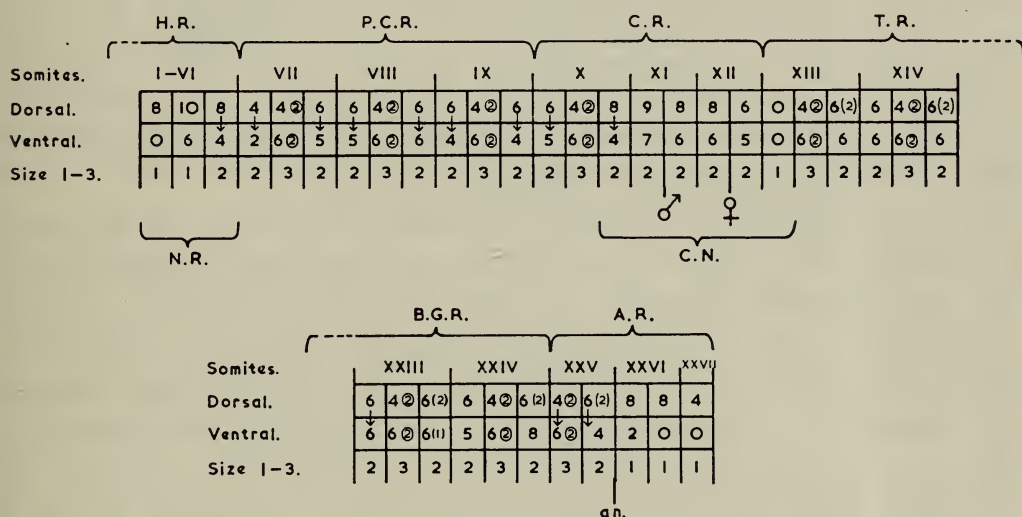 H.R. P.C.R. C.R. T.R.
Somites. I–VI VII VIII IX X XI XII XIII XIV
Dorsal. 8 10 8 4 4② 6 6 4② 6 6 4② 6 6 4② 8 9 8 8 6 0 4② 6(2) 6 4② 6(2)
Ventral. 0 6 4 2 6② 5 5 6② 6 4 6② 4 5 6② 4 7 6 6 5 0 6② 6 6 6② 6
Size 1–3. 1 1 2 2 3 2 2 3 2 2 3 2 2 3 2 2 2 2 2 1 3 2 2 3 2
♂ ♀
N.R. C.N.
B.G.R. A.R.
Somites. XXIII XXIV XXV XXVI XXVII
Dorsal. 6 4② 6(2) 6 4② 6(2) 4② 6(2) 8 8 4
Ventral. 6 6② 6(1) 5 6② 8 6② 4 2 0 0
Size 1–3. 2 3 2 2 3 2 3 2 1 1 1
an.